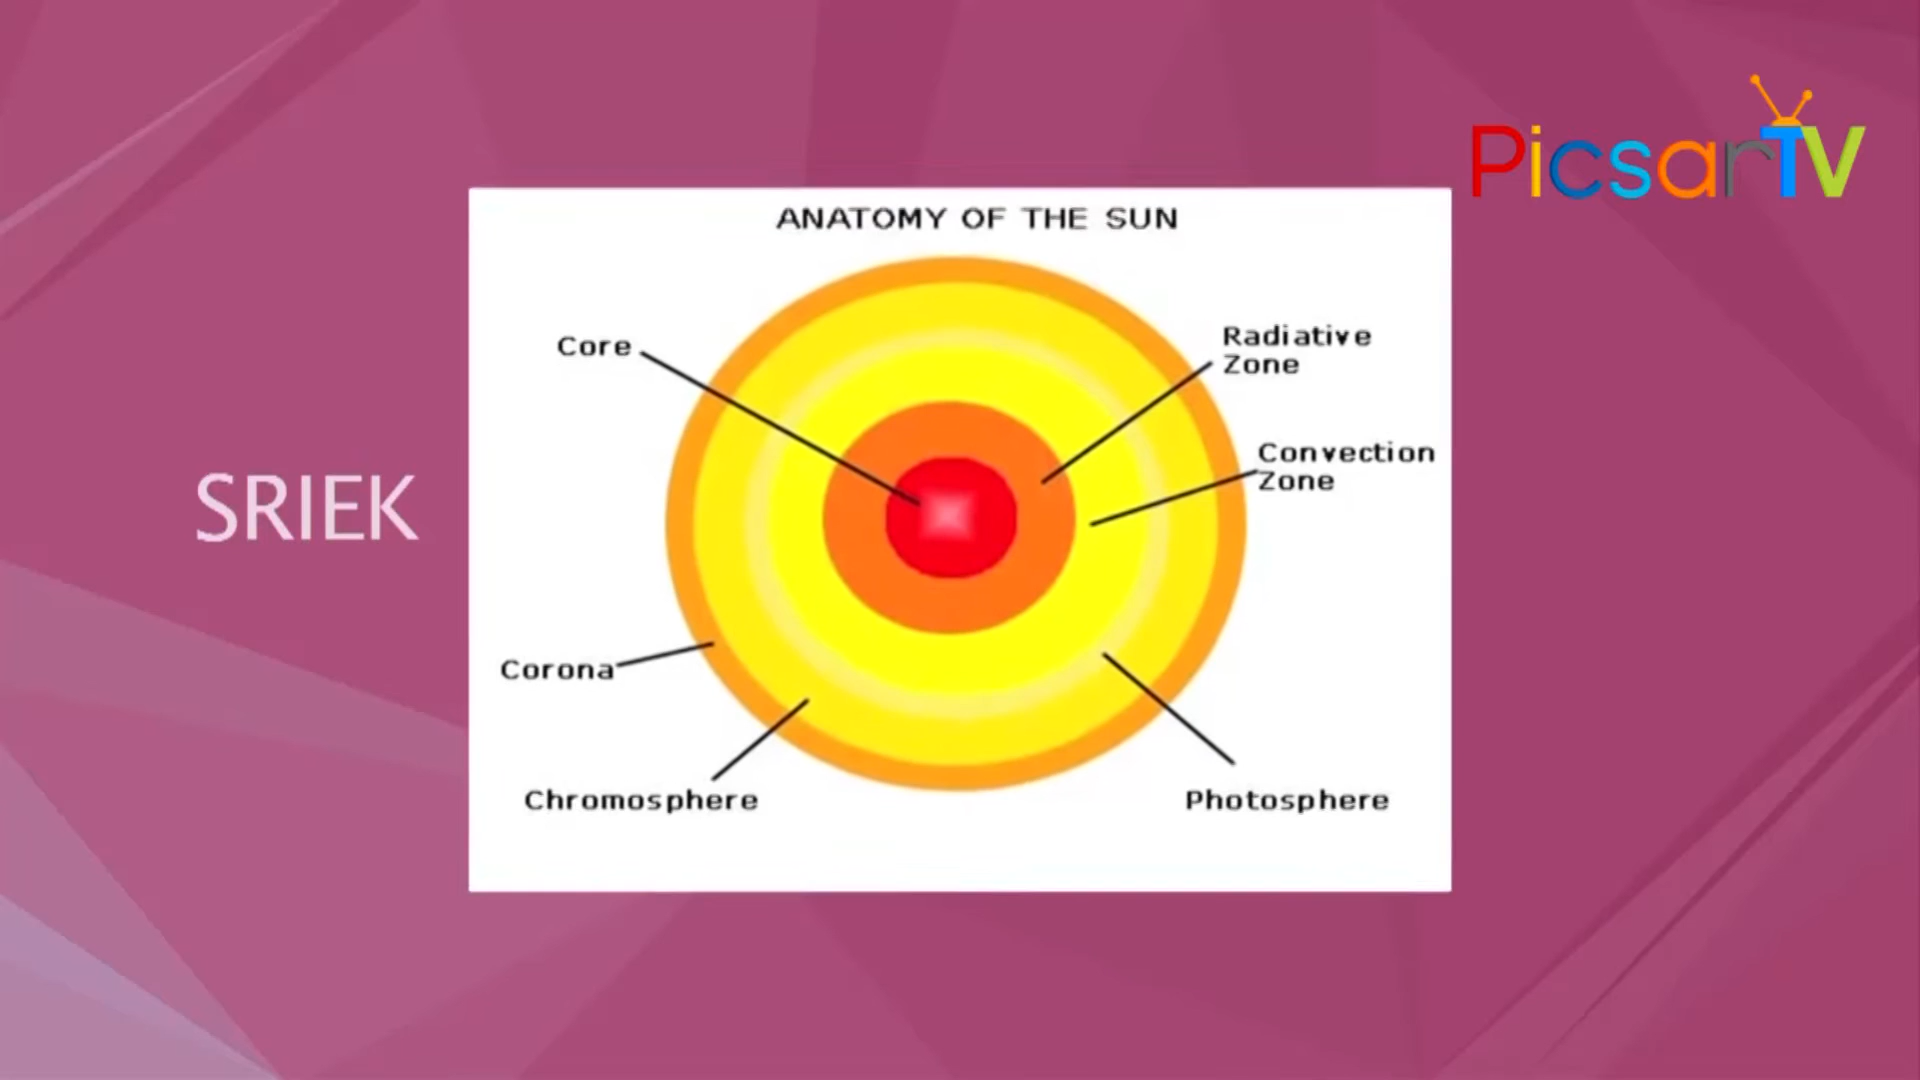 PicsarTV
ANATOMY OF THE SUN
Core
Radiative
Zone
Convection
Zone
SRIEK
Corona
Chromosphere
Photosphere